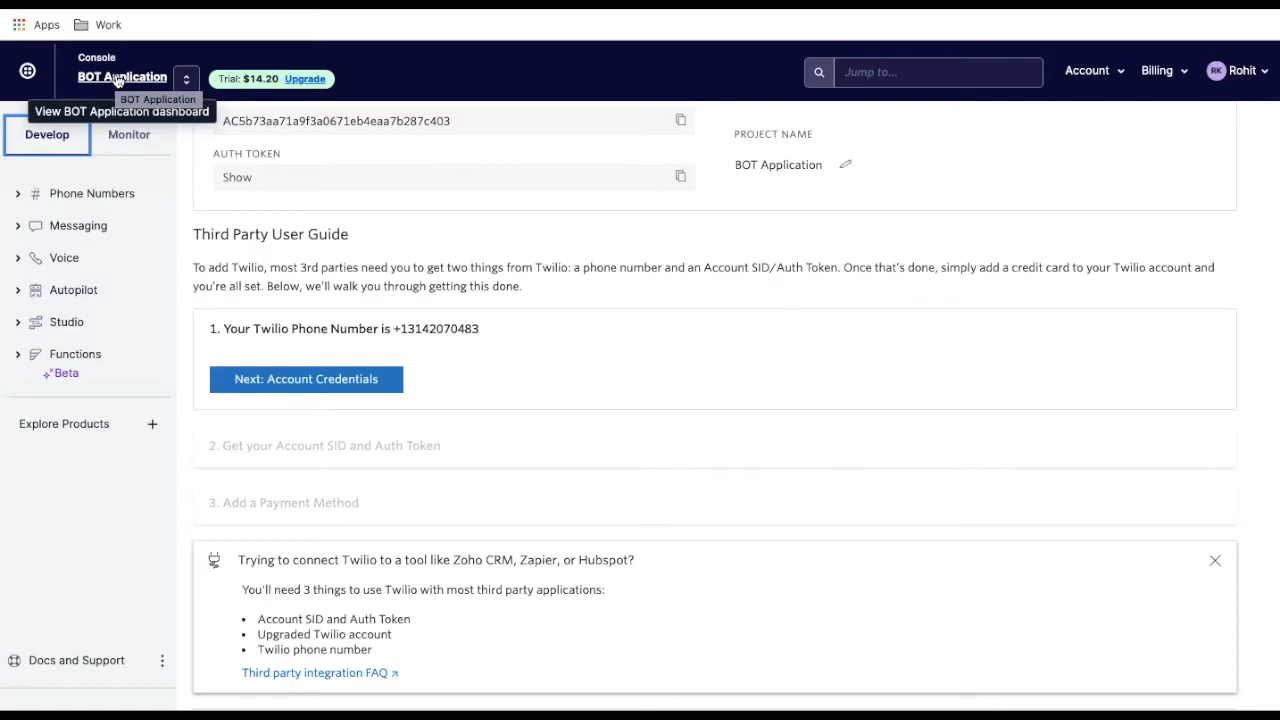 Apps
Work
Console
BOT Application
Trial: $14.20 Upgrade
Jump to...
Account
Billing
RK
Rohit
BOT Application
View BOT Application dashboard
Develop
Monitor
Phone Numbers
Messaging
Voice
Autopilot
Studio
Functions
Beta
Explore Products
Docs and Support
AC5b73aa71a9f3a0671eb4eaa7b287c403
AUTH TOKEN
Show
PROJECT NAME
BOT Application
Third Party User Guide
To add Twilio, most 3rd parties need you to get two things from Twilio: a phone number and an Account SID/Auth Token. Once that's done, simply add a credit card to your Twilio account and
you're all set. Below, we'll walk you through getting this done.
1. Your Twilio Phone Number is +13142070483
Next: Account Credentials
2. Get your Account SID and Auth Token
3. Add a Payment Method
Trying to connect Twilio to a tool like Zoho CRM, Zapier, or Hubspot?
You'll need 3 things to use Twilio with most third party applications:
• Account SID and Auth Token
• Upgraded Twilio account
• Twilio phone number
Third party integration FAQ